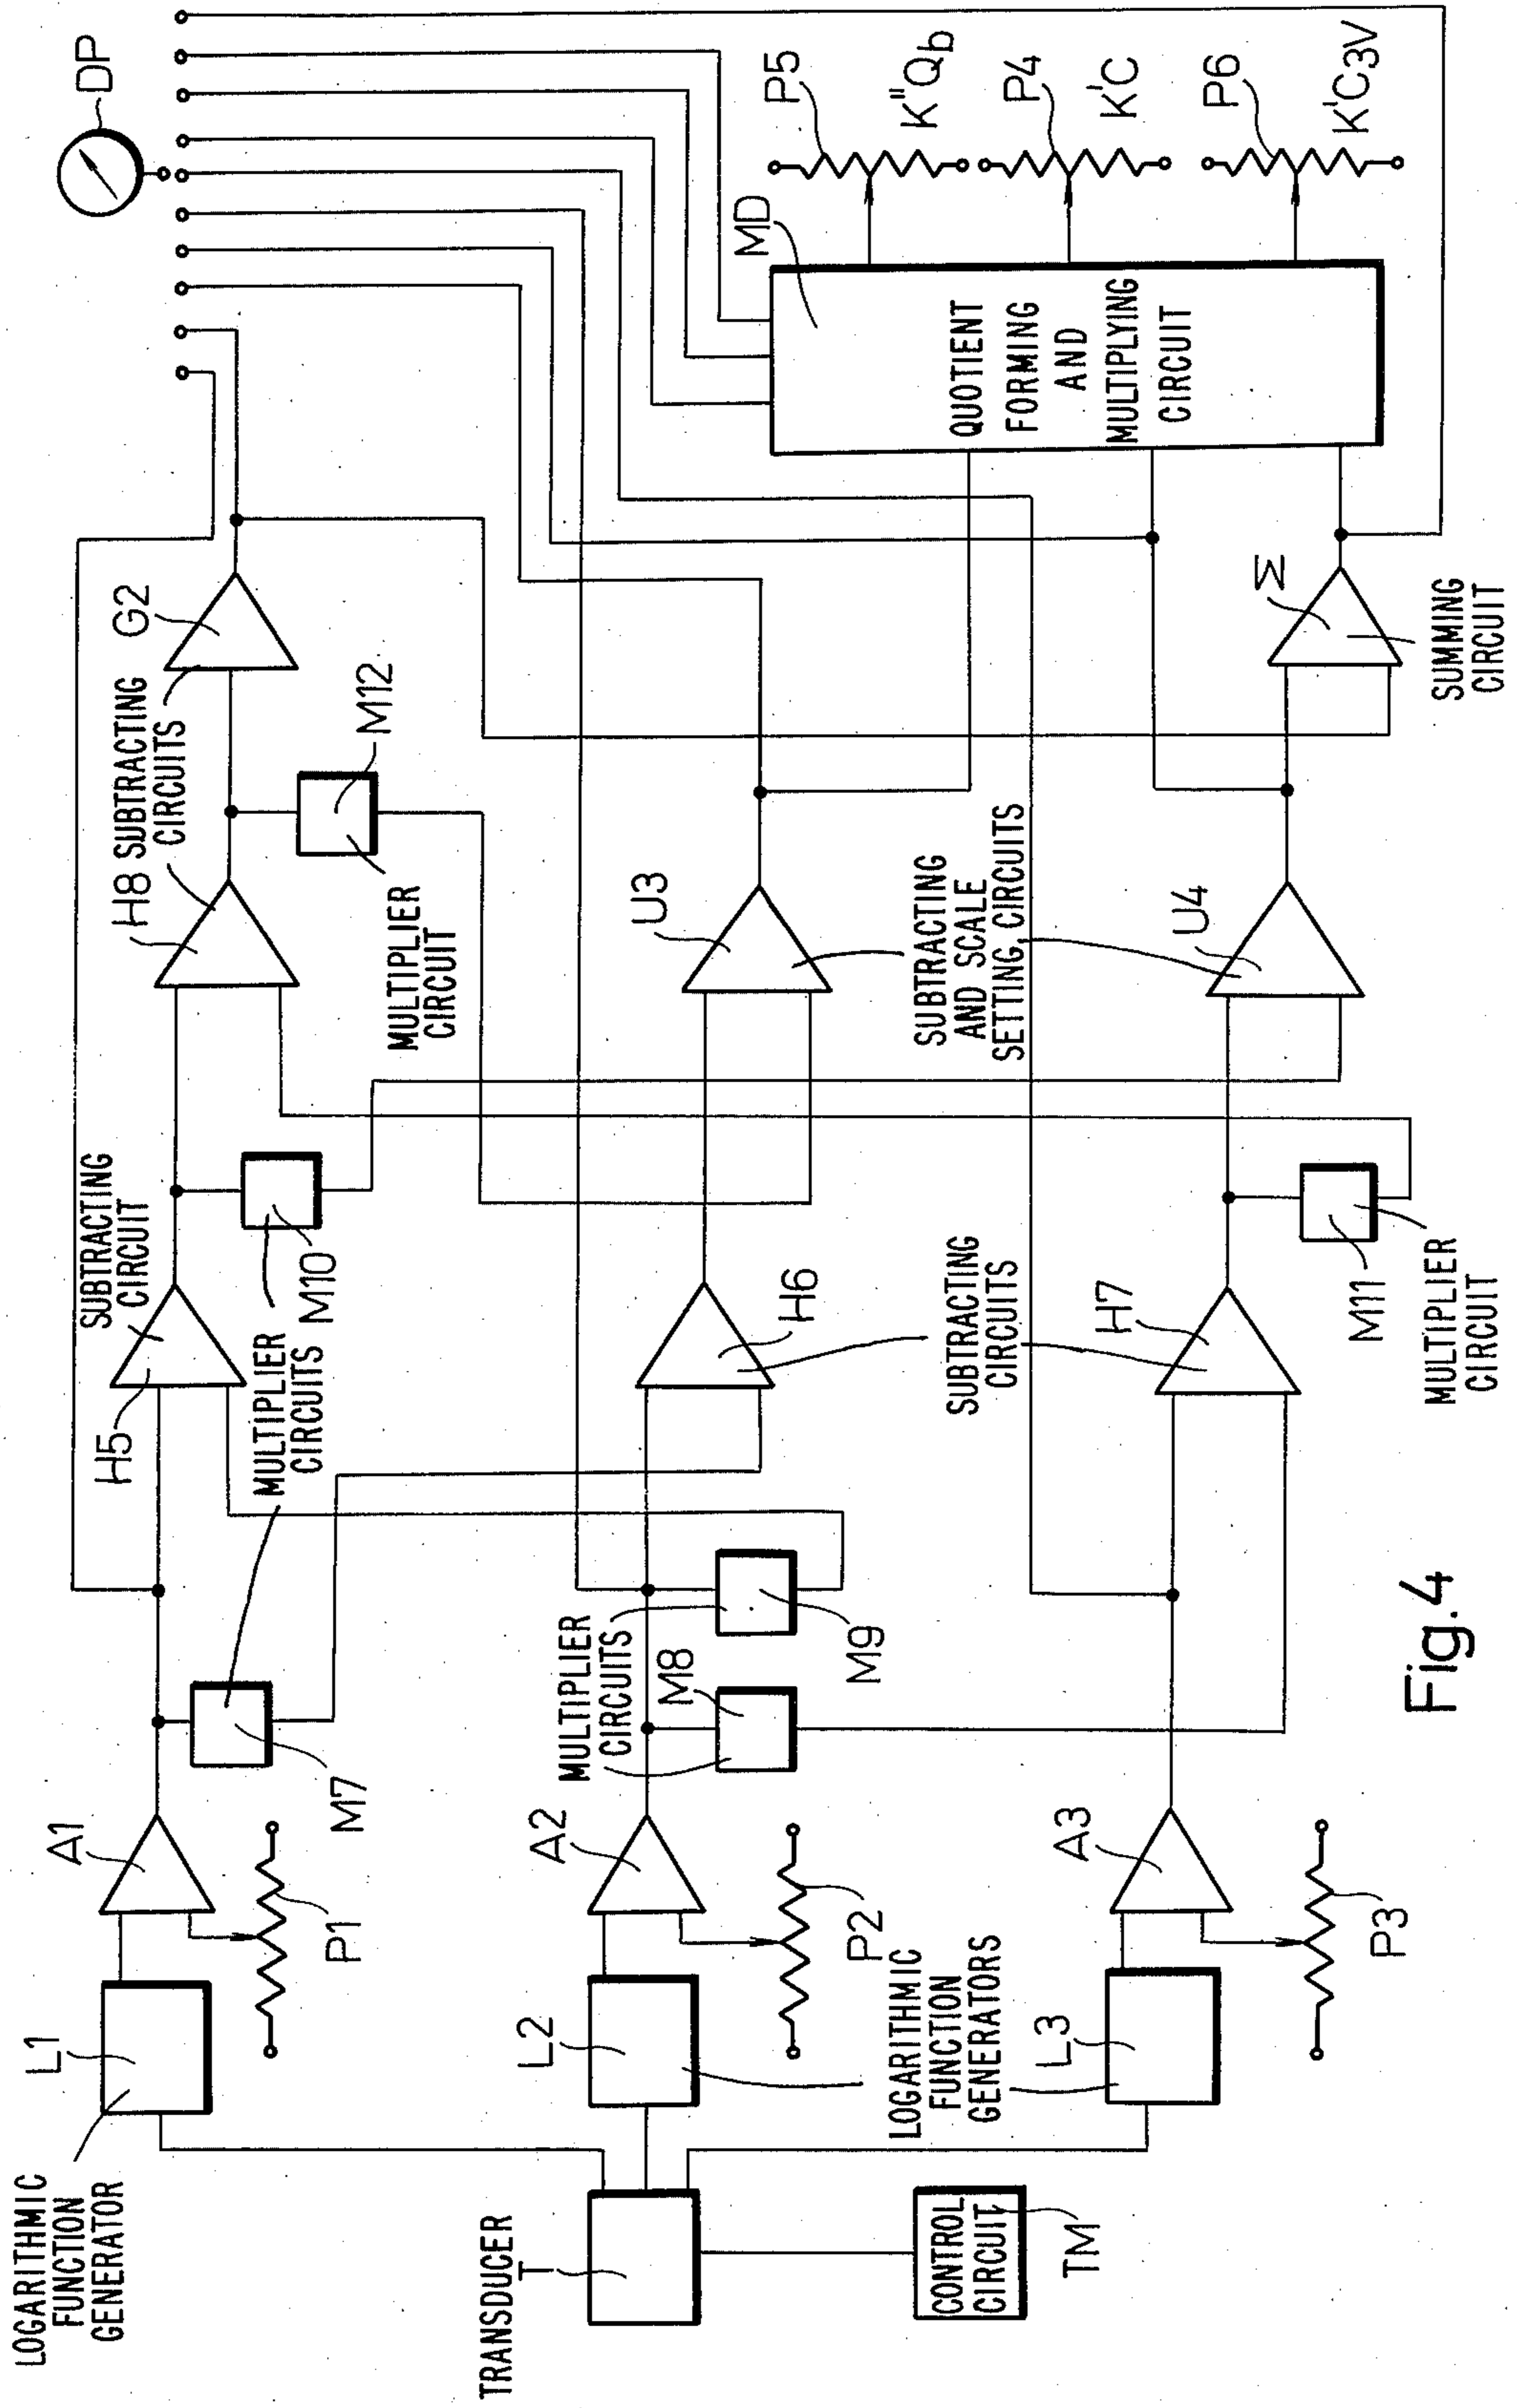 LOGARITHMIC
FUNCTION
GENERATOR
L1
A1
P1
M7
MULTIPLIER
CIRCUITS
H5
SUBTRACTING
CIRCUIT
M10
MULTIPLIER
CIRCUIT
H8
SUBTRACTING
CIRCUITS
M12
G2
DP
TRANSDUCER
T
CONTROL
CIRCUIT
TM
L2
LOGARITHMIC
FUNCTION
GENERATORS
L3
A2
P2
MULTIPLIER
CIRCUITS
M8
M9
H6
SUBTRACTING
CIRCUITS
U3
SUBTRACTING
AND SCALE
SETTING, CIRCUITS
A3
P3
H7
M11
MULTIPLIER
CIRCUIT
U4
Σ
SUMMING
CIRCUIT
MD
QUOTIENT
FORMING
AND
MULTIPLYING
CIRCUIT
P5
K"Qb
P4
K'C
P6
K'C3V
Fig.4